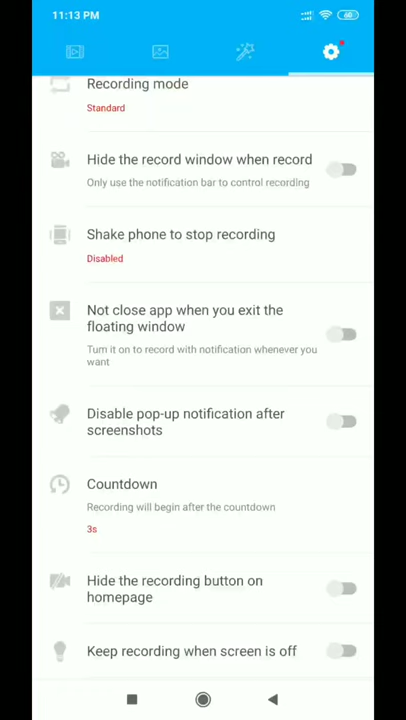 11:13 PM
60
Recording mode
Standard
Hide the record window when record
Only use the notification bar to control recording
Shake phone to stop recording
Disabled
Not close app when you exit the
floating window
Turn it on to record with notification whenever you
want
Disable pop-up notification after
screenshots
Countdown
Recording will begin after the countdown
3s
Hide the recording button on
homepage
Keep recording when screen is off